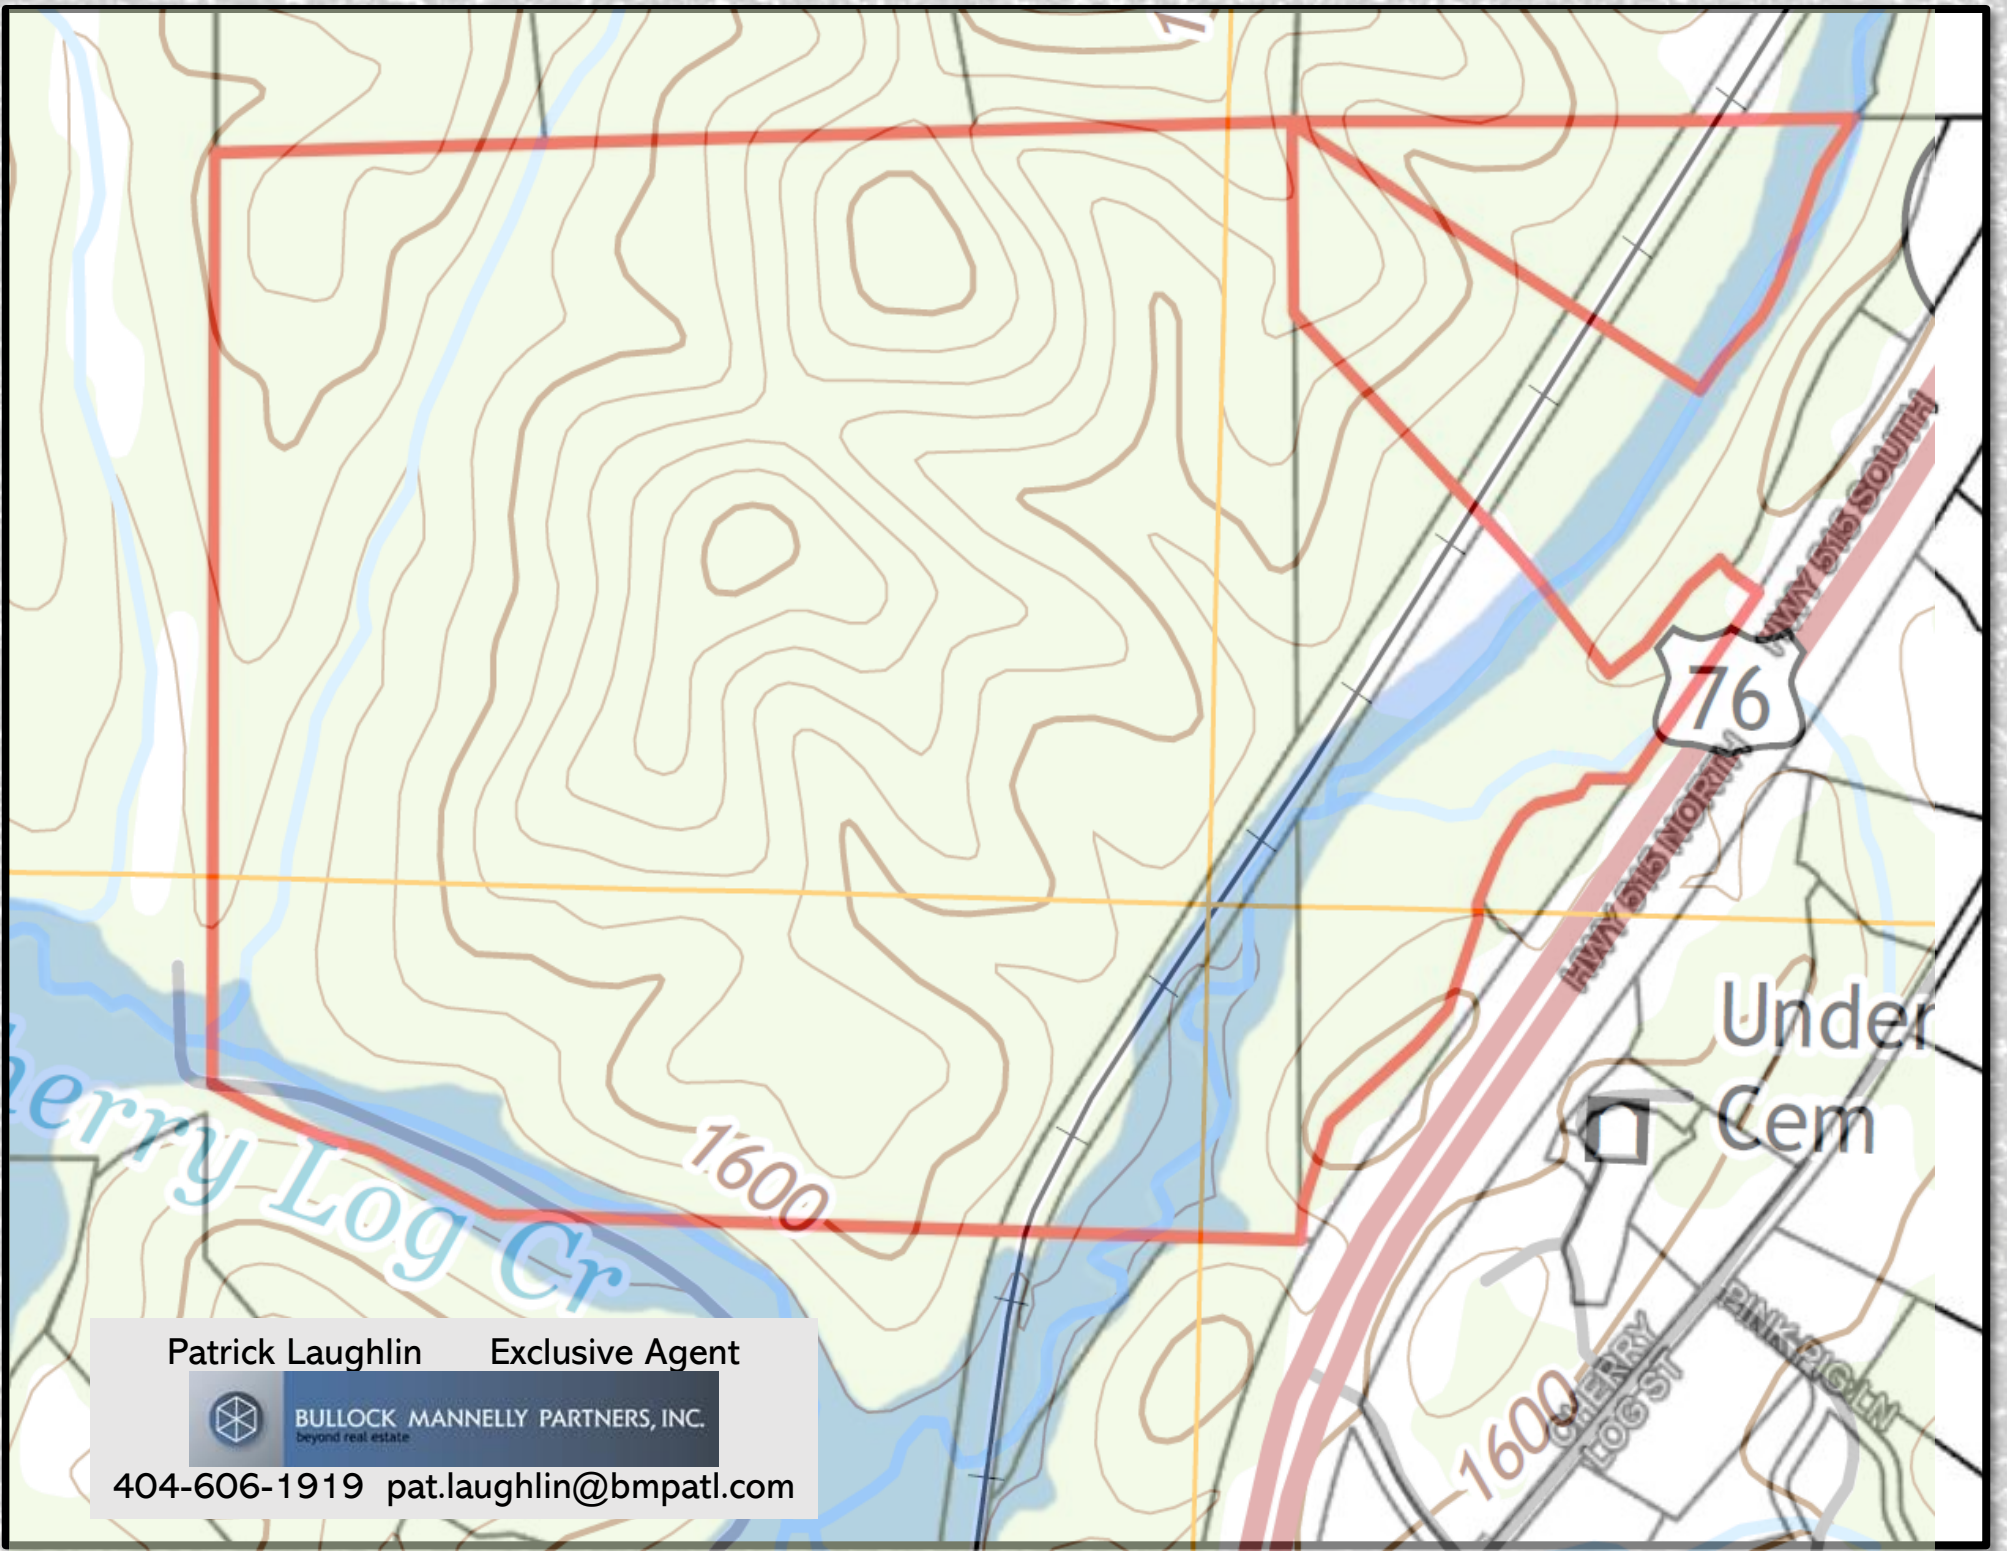 HWY 515 SOUTH
76
HWY 515 NORTH
Under
Cem
erry Log Cr
1600
1600
CHERRY
LOG ST
PINK PIG LN
Patrick Laughlin Exclusive Agent
BULLOCK MANNELLY PARTNERS, INC.
beyond real estate
404-606-1919 pat.laughlin@bmpatl.com